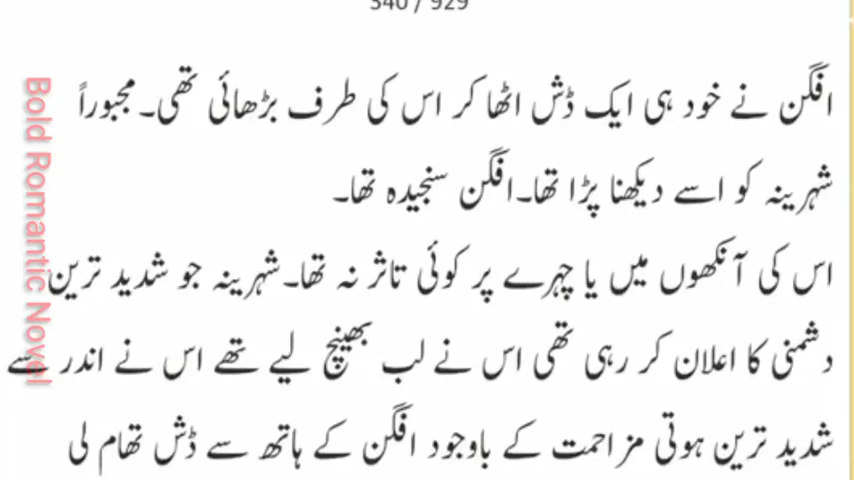 340 / 929
افگن نے خود ہی ایک ڈش اٹھا کر اس کی طرف بڑھائی تھی۔ مجبوراً
شہرینہ کو اسے دیکھنا پڑا تھا۔افگن سنجیدہ تھا۔
اس کی آنکھوں میں یا چہرے پر کوئی تاثر نہ تھا۔شہرینہ جو شدید ترین
دشمنی کا اعلان کر رہی تھی اس نے لب بھینچ لیے تھے اس نے اندر سے
شدید ترین ہوتی مزاحمت کے باوجود افگن کے ہاتھ سے ڈش تھام لی
Bold Romantic Novel